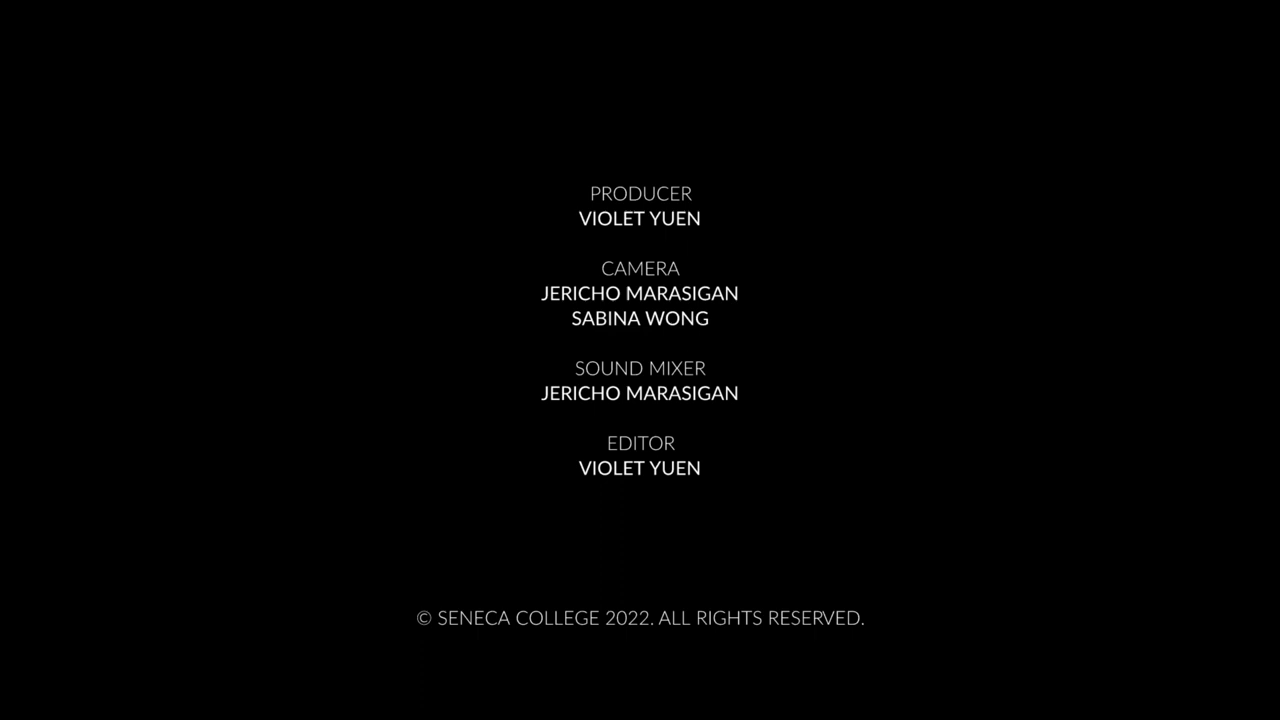 PRODUCER
VIOLET YUEN
CAMERA
JERICHO MARASIGAN
SABINA WONG
SOUND MIXER
JERICHO MARASIGAN
EDITOR
VIOLET YUEN
© SENECA COLLEGE 2022. ALL RIGHTS RESERVED.